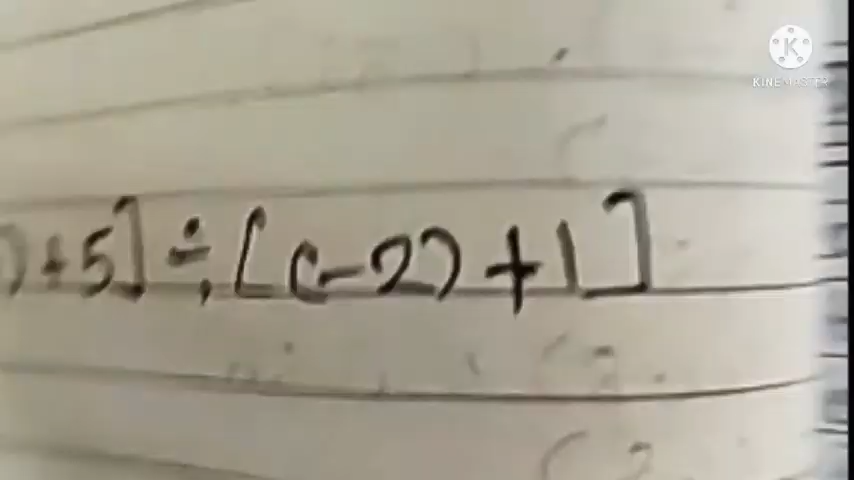 KINEMASTER
) + 5] ÷ [(-2) + 1]